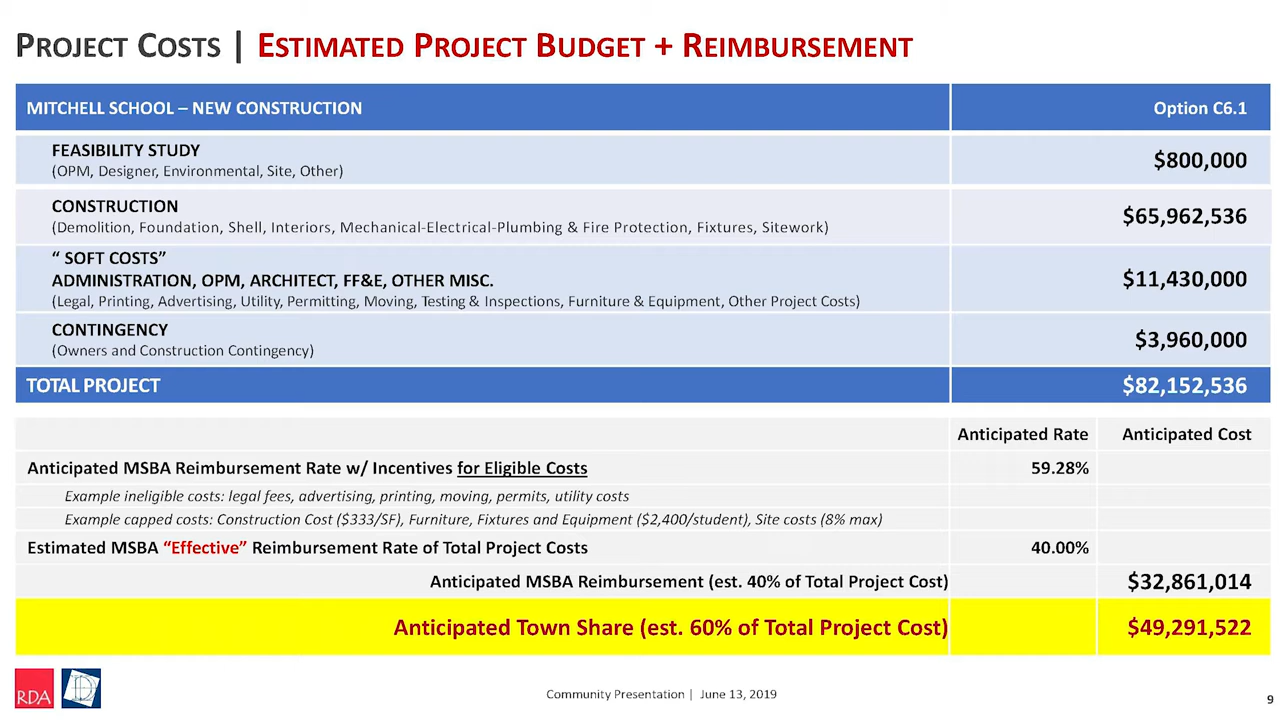 PROJECT COSTS | ESTIMATED PROJECT BUDGET + REIMBURSEMENT
MITCHELL SCHOOL – NEW CONSTRUCTION Option C6.1
FEASIBILITY STUDY
(OPM, Designer, Environmental, Site, Other) $800,000
CONSTRUCTION
(Demolition, Foundation, Shell, Interiors, Mechanical-Electrical-Plumbing & Fire Protection, Fixtures, Sitework) $65,962,536
“ SOFT COSTS”
ADMINISTRATION, OPM, ARCHITECT, FF&E, OTHER MISC. $11,430,000
(Legal, Printing, Advertising, Utility, Permitting, Moving, Testing & Inspections, Furniture & Equipment, Other Project Costs)
CONTINGENCY
(Owners and Construction Contingency) $3,960,000
TOTAL PROJECT $82,152,536
Anticipated Rate Anticipated Cost
Anticipated MSBA Reimbursement Rate w/ Incentives for Eligible Costs 59.28%
Example ineligible costs: legal fees, advertising, printing, moving, permits, utility costs
Example capped costs: Construction Cost ($333/SF), Furniture, Fixtures and Equipment ($2,400/student), Site costs (8% max)
Estimated MSBA “Effective” Reimbursement Rate of Total Project Costs 40.00%
Anticipated MSBA Reimbursement (est. 40% of Total Project Cost) $32,861,014
Anticipated Town Share (est. 60% of Total Project Cost) $49,291,522
RDA
Community Presentation | June 13, 2019
9